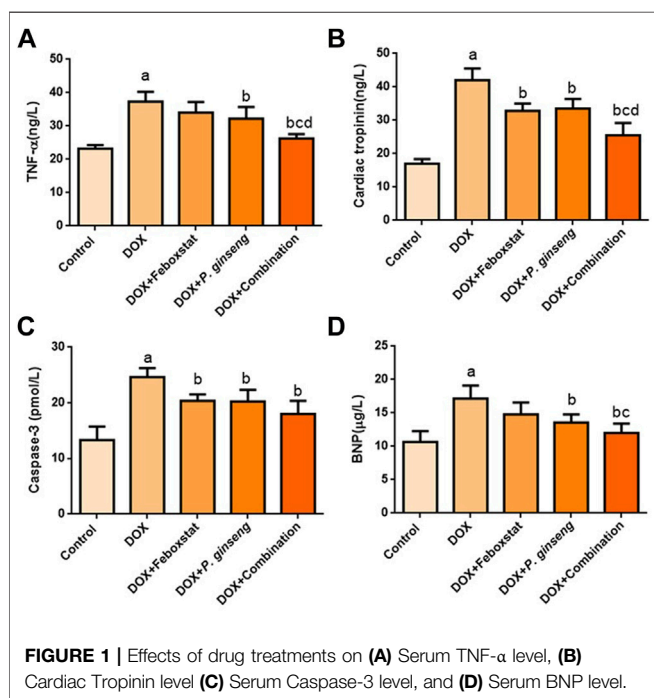 A
50
40
30
20
10
0
TNF-α(ng/L)
a
b
bcd
Control
DOX
DOX+Feboxstat
DOX+P. ginseng
DOX+Combination
B
50
40
30
20
10
0
Cardiac tropinin(ng/L)
a
b
b
bcd
Control
DOX
DOX+Feboxstat
DOX+P. ginseng
DOX+Combination
C
30
20
10
0
Caspase-3 (pmol/L)
a
b
b
b
Control
DOX
DOX+Feboxstat
DOX+P. ginseng
DOX+Combination
D
25
20
15
10
5
0
BNP(μg/L)
a
b
bc
Control
DOX
DOX+Feboxstat
DOX+P. ginseng
DOX+Combination
FIGURE 1 | Effects of drug treatments on (A) Serum TNF-α level, (B)
Cardiac Tropinin level (C) Serum Caspase-3 level, and (D) Serum BNP level.